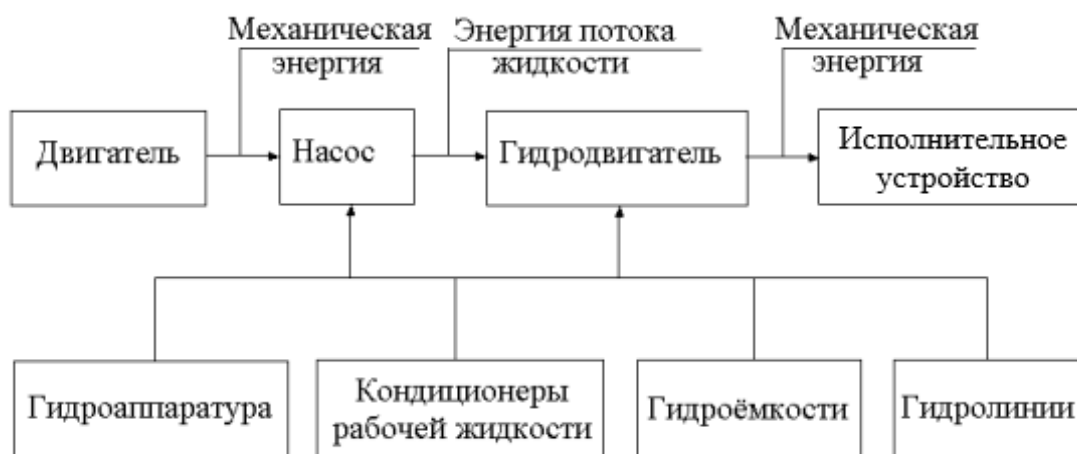 Механическая
энергия
Энергия потока
жидкости
Механическая
энергия
Двигатель
Насос
Гидродвигатель
Исполнительное
устройство
Гидроаппаратура
Кондиционеры
рабочей жидкости
Гидроёмкости
Гидролинии